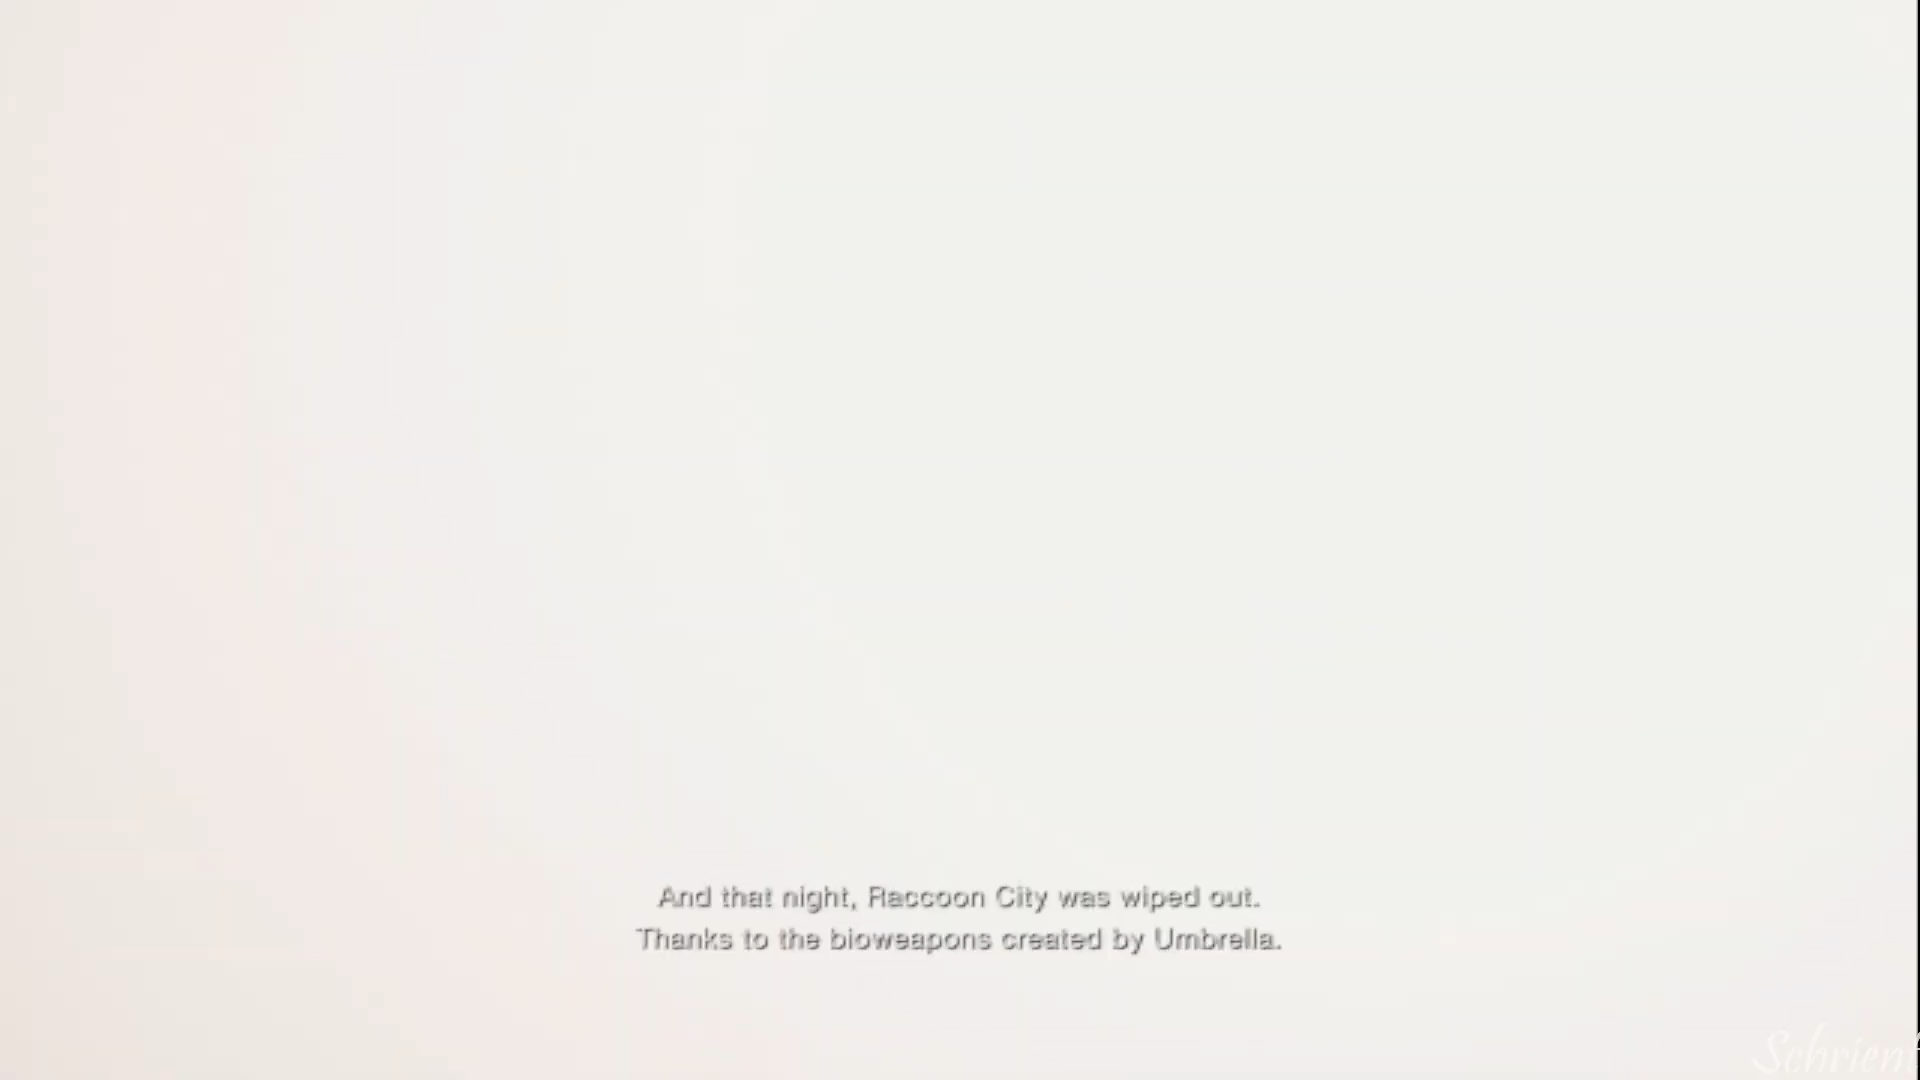 And that night, Raccoon City was wiped out.
Thanks to the bioweapons created by Umbrella.